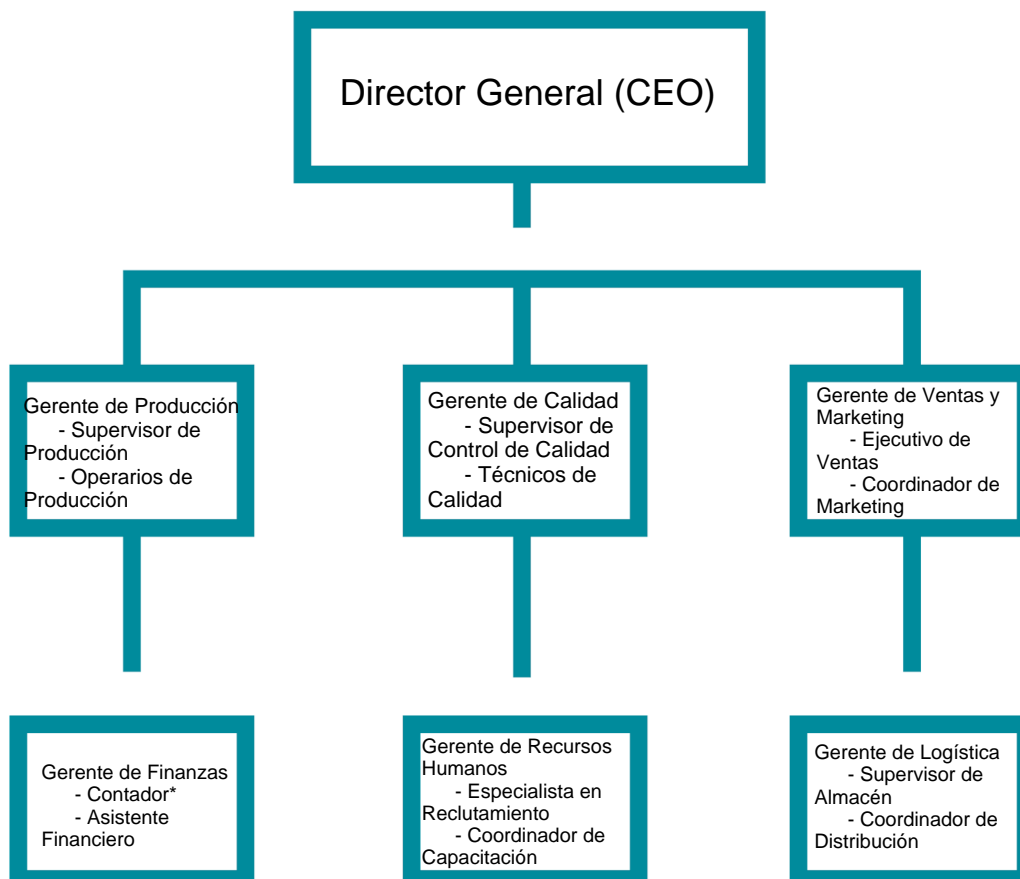 Director General (CEO)
Gerente de Producción
- Supervisor de
Producción
- Operarios de
Producción
Gerente de Calidad
- Supervisor de
Control de Calidad
- Técnicos de
Calidad
Gerente de Ventas y
Marketing
- Ejecutivo de
Ventas
- Coordinador de
Marketing
Gerente de Finanzas
- Contador*
- Asistente
Financiero
Gerente de Recursos
Humanos
- Especialista en
Reclutamiento
- Coordinador de
Capacitación
Gerente de Logística
- Supervisor de
Almacén
- Coordinador de
Distribución